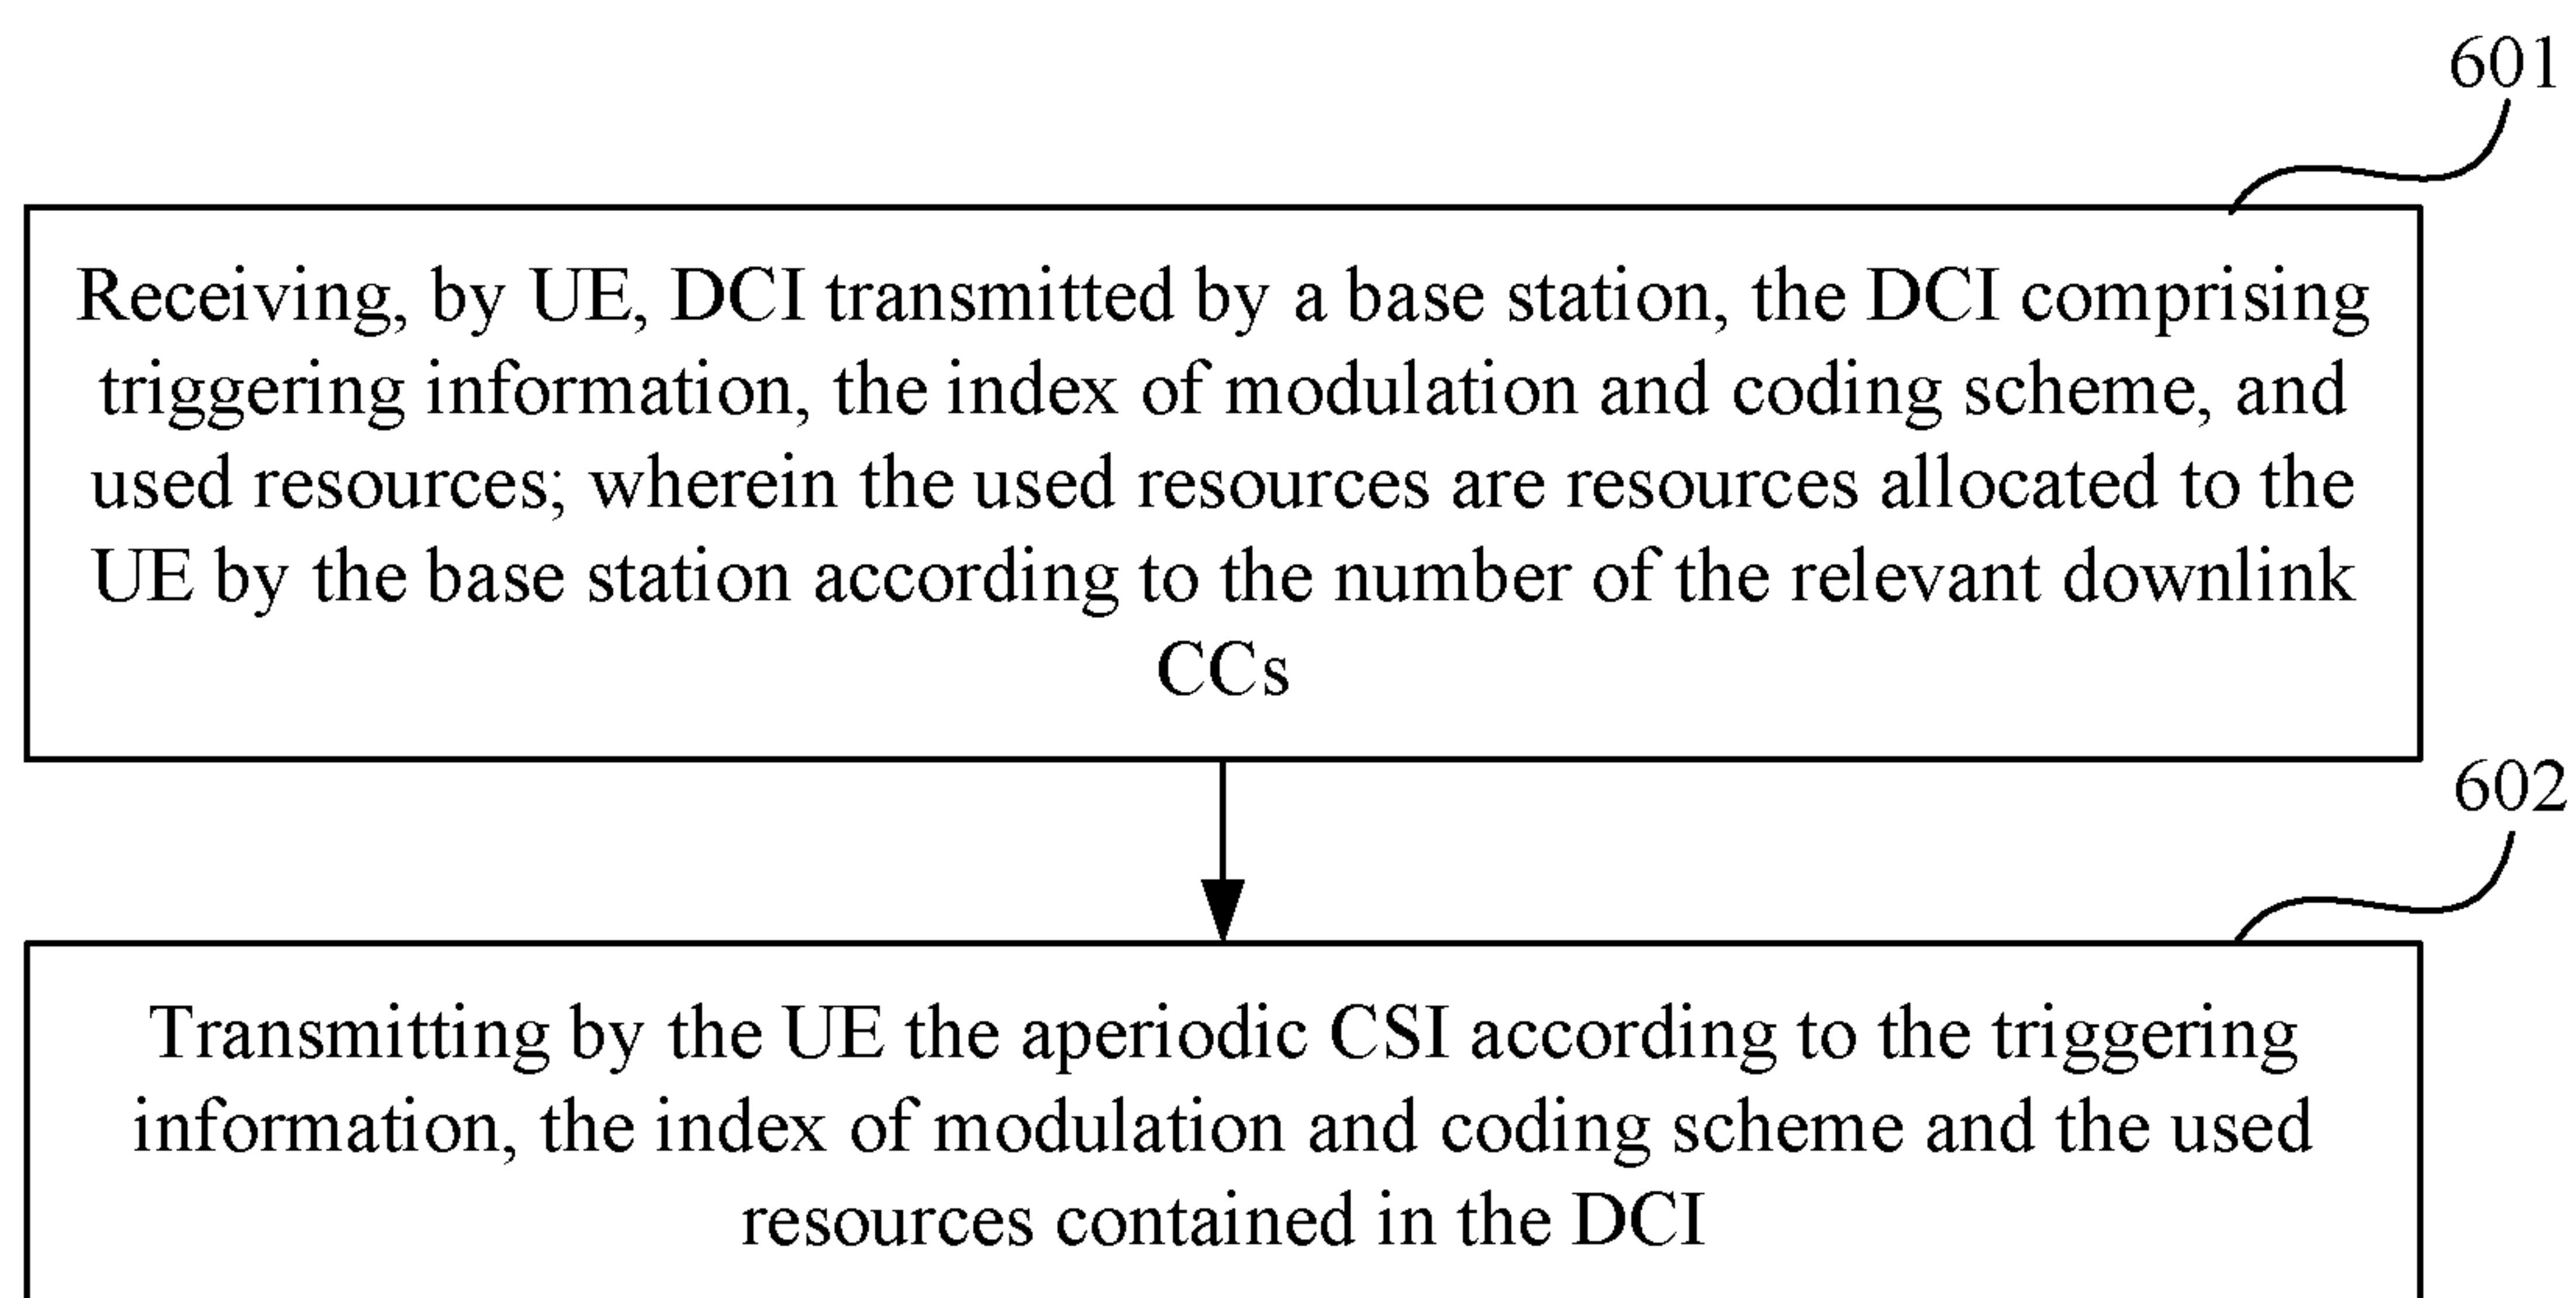 601
Receiving, by UE, DCI transmitted by a base station, the DCI comprising
triggering information, the index of modulation and coding scheme, and
used resources; wherein the used resources are resources allocated to the
UE by the base station according to the number of the relevant downlink
CCs
602
Transmitting by the UE the aperiodic CSI according to the triggering
information, the index of modulation and coding scheme and the used
resources contained in the DCI